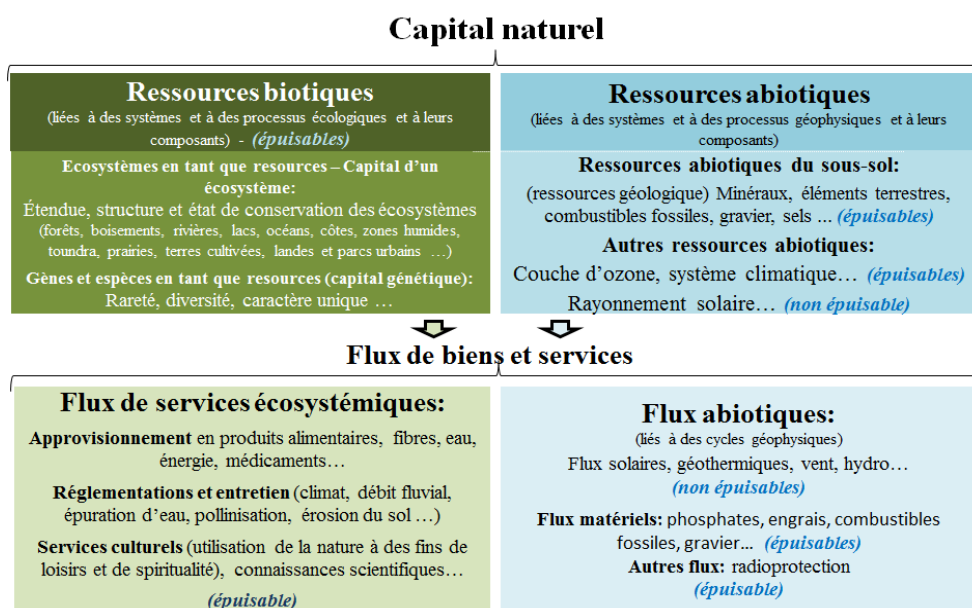 Capital naturel
Ressources biotiques
(liées à des systèmes et à des processus écologiques et à leurs
composants) - (épuisables)
Ecosystèmes en tant que resources – Capital d’un
écosystème:
Étendue, structure et état de conservation des écosystèmes
(forêts, boisements, rivières, lacs, océans, côtes, zones humides,
toundra, prairies, terres cultivées, landes et parcs urbains …)
Gènes et espèces en tant que resources (capital génétique):
Rareté, diversité, caractère unique …
Ressources abiotiques
(liées à des systèmes et à des processus géophysiques et à leurs
composants)
Ressources abiotiques du sous-sol:
(ressources géologique) Minéraux, éléments terrestres,
combustibles fossiles, gravier, sels ... (épuisables)
Autres ressources abiotiques:
Couche d’ozone, système climatique… (épuisables)
Rayonnement solaire… (non épuisable)
Flux de biens et services
Flux de services écosystémiques:
Approvisionnement en produits alimentaires, fibres, eau,
énergie, médicaments…
Réglementations et entretien (climat, débit fluvial,
épuration d’eau, pollinisation, érosion du sol …)
Services culturels (utilisation de la nature à des fins de
loisirs et de spiritualité), connaissances scientifiques…
(épuisable)
Flux abiotiques:
(liés à des cycles géophysiques)
Flux solaires, géothermiques, vent, hydro…
(non épuisables)
Flux matériels: phosphates, engrais, combustibles
fossiles, gravier… (épuisables)
Autres flux: radioprotection
(épuisable)